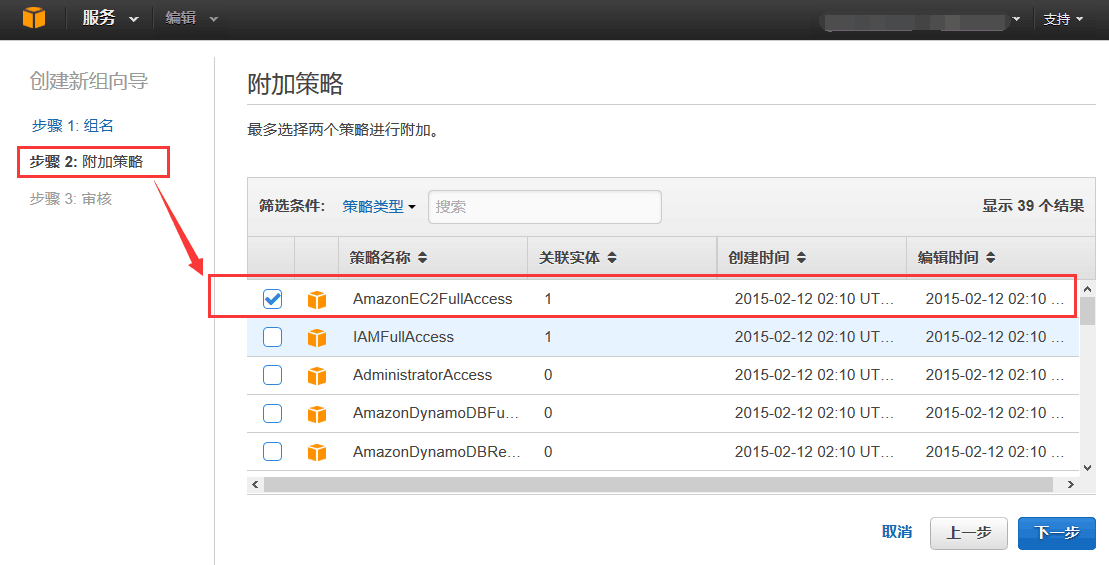 服务 编辑 支持
创建新组向导
步骤 1: 组名
步骤 2: 附加策略
步骤 3: 审核
附加策略
最多选择两个策略进行附加。
筛选条件: 策略类型 搜索 显示 39 个结果
策略名称 关联实体 创建时间 编辑时间
AmazonEC2FullAccess 1 2015-02-12 02:10 UT… 2015-02-12 02:10 …
IAMFullAccess 1 2015-02-12 02:10 UT… 2015-02-12 02:10 …
AdministratorAccess 0 2015-02-12 02:10 UT… 2015-02-12 02:10 …
AmazonDynamoDBFu… 0 2015-02-12 02:10 UT… 2015-02-12 02:10 …
AmazonDynamoDBRe… 0 2015-02-12 02:10 UT… 2015-02-12 02:10 …
取消 上一步 下一步